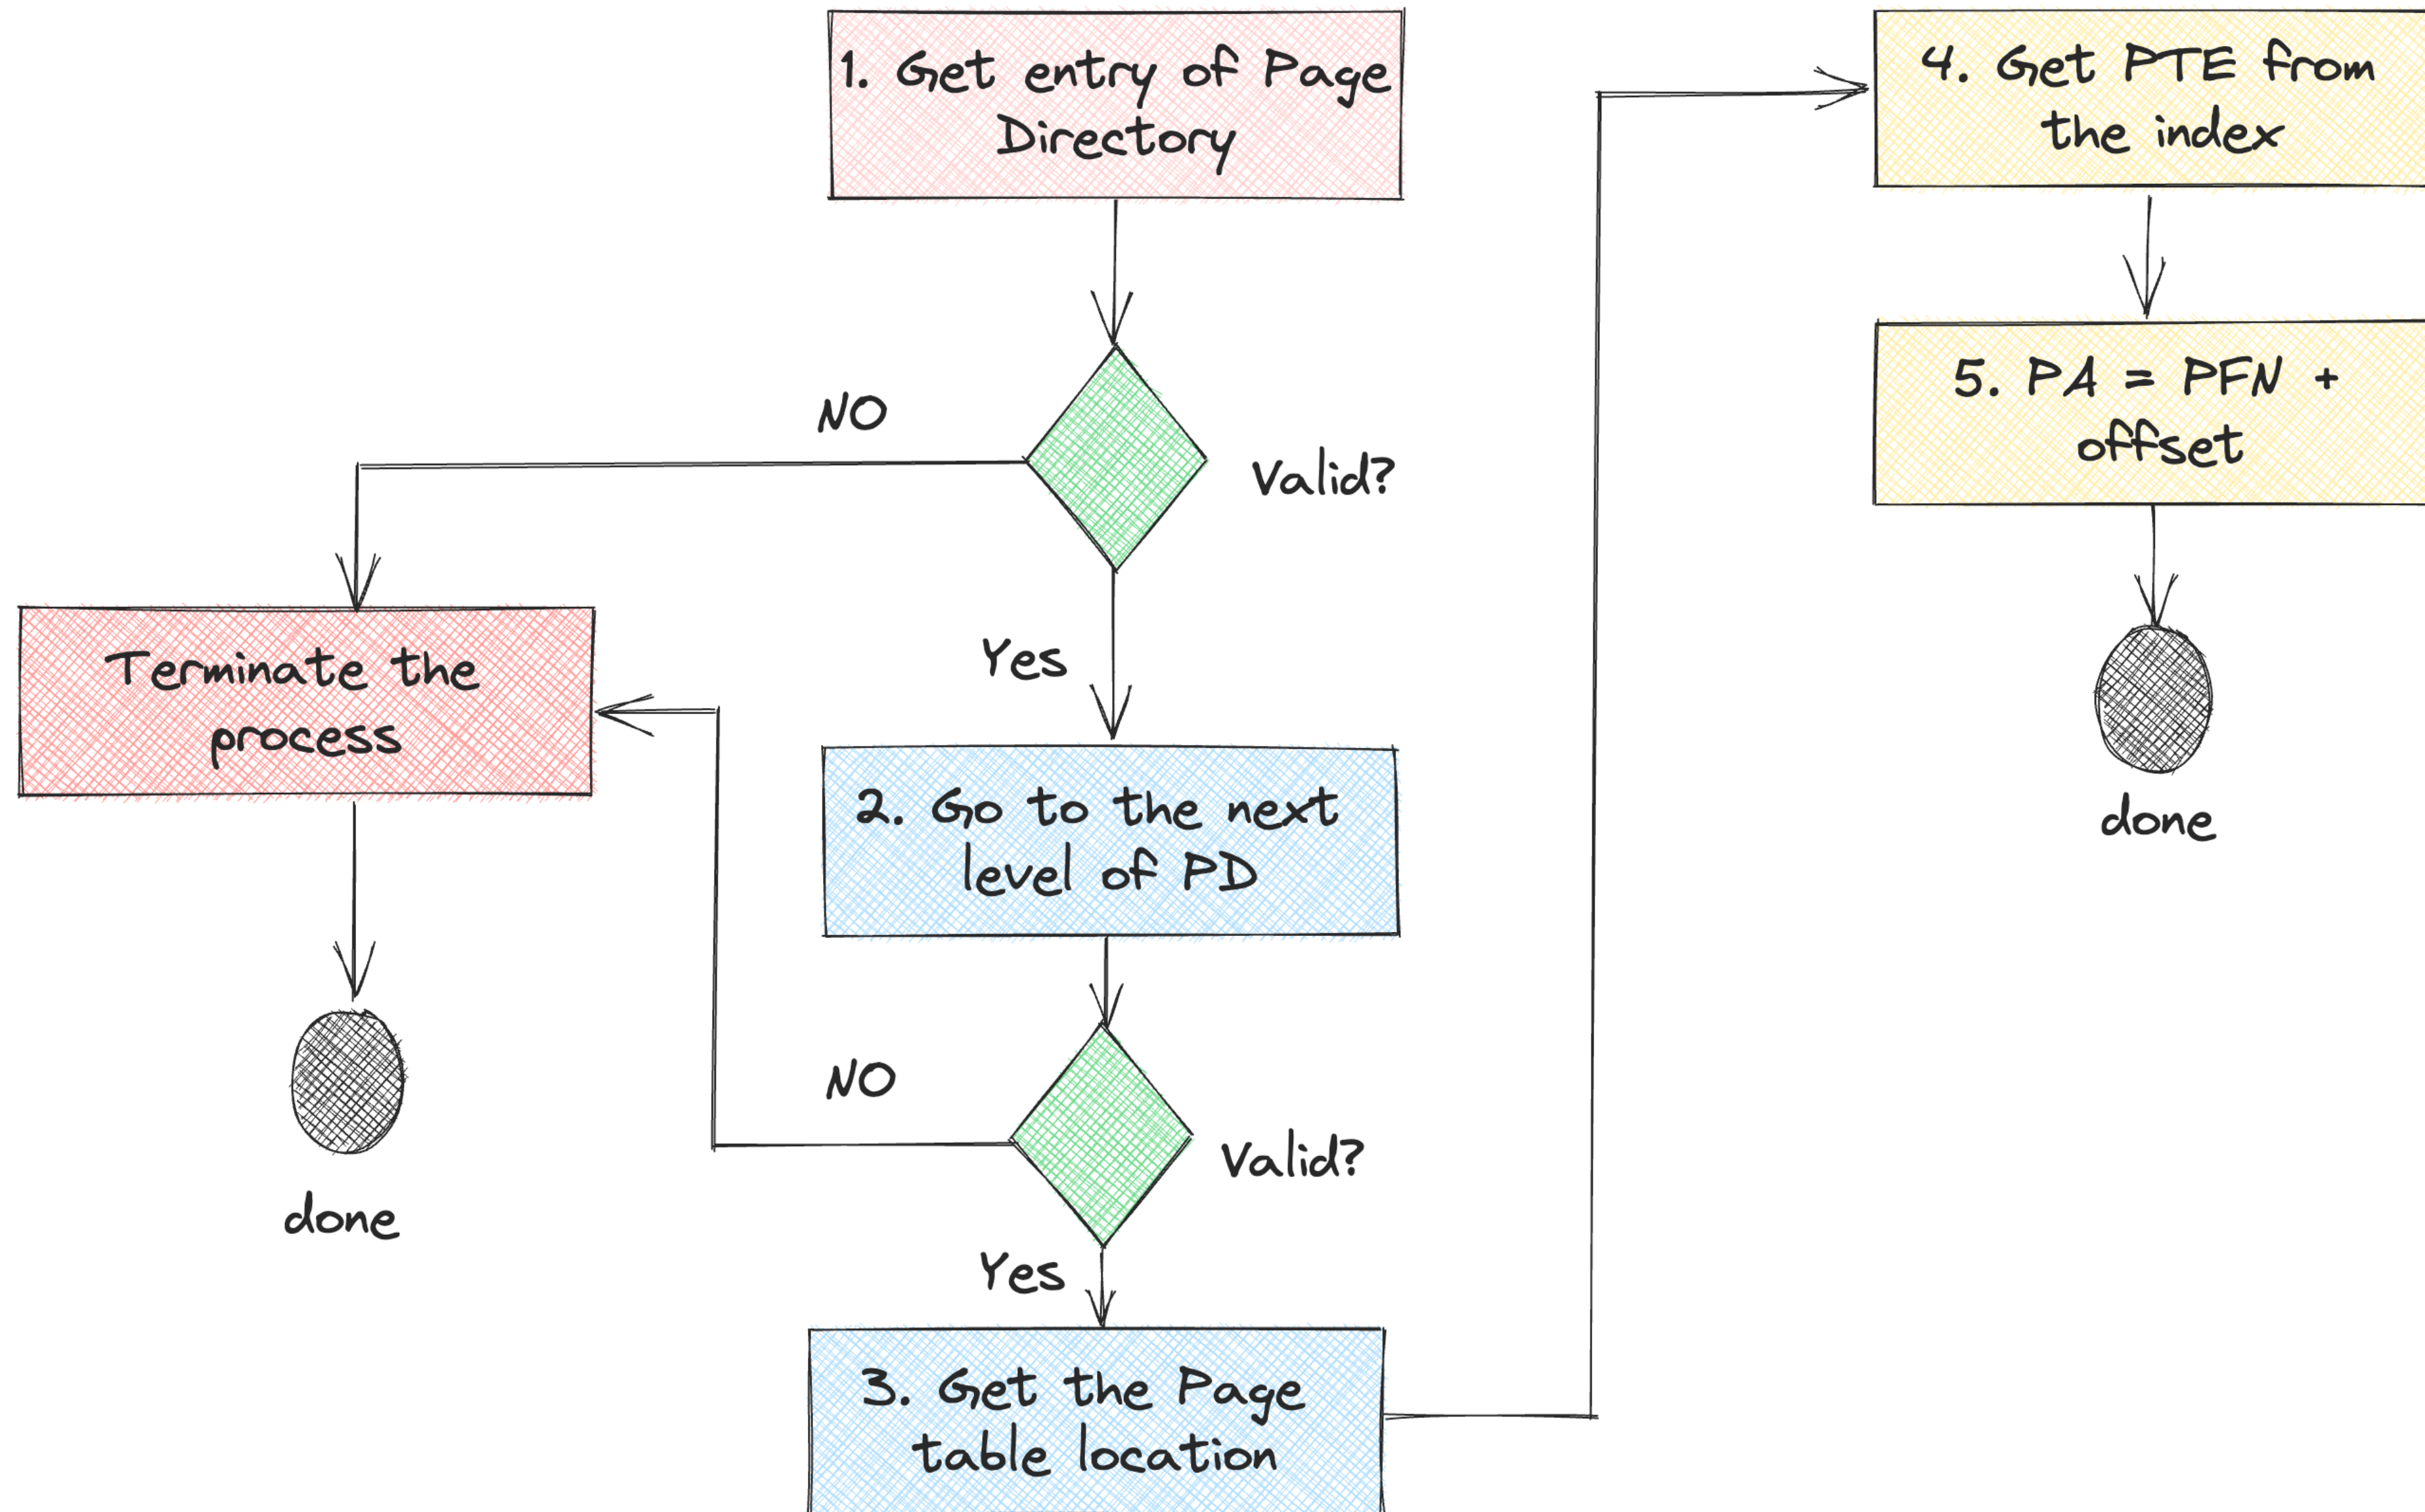 1. Get entry of Page
Directory
NO
Valid?
Terminate the
process
Yes
2. Go to the next
level of PD
NO
Valid?
done
Yes
3. Get the Page
table location
4. Get PTE from
the index
5. PA = PFN +
offset
done